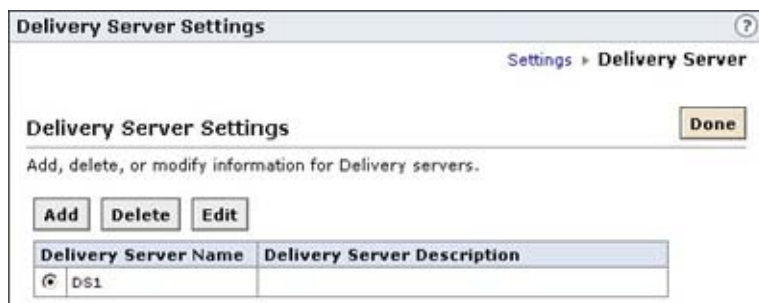 Delivery Server Settings ?
Settings ▸ Delivery Server
Delivery Server Settings Done
Add, delete, or modify information for Delivery servers.
Add Delete Edit
Delivery Server Name Delivery Server Description
DS1